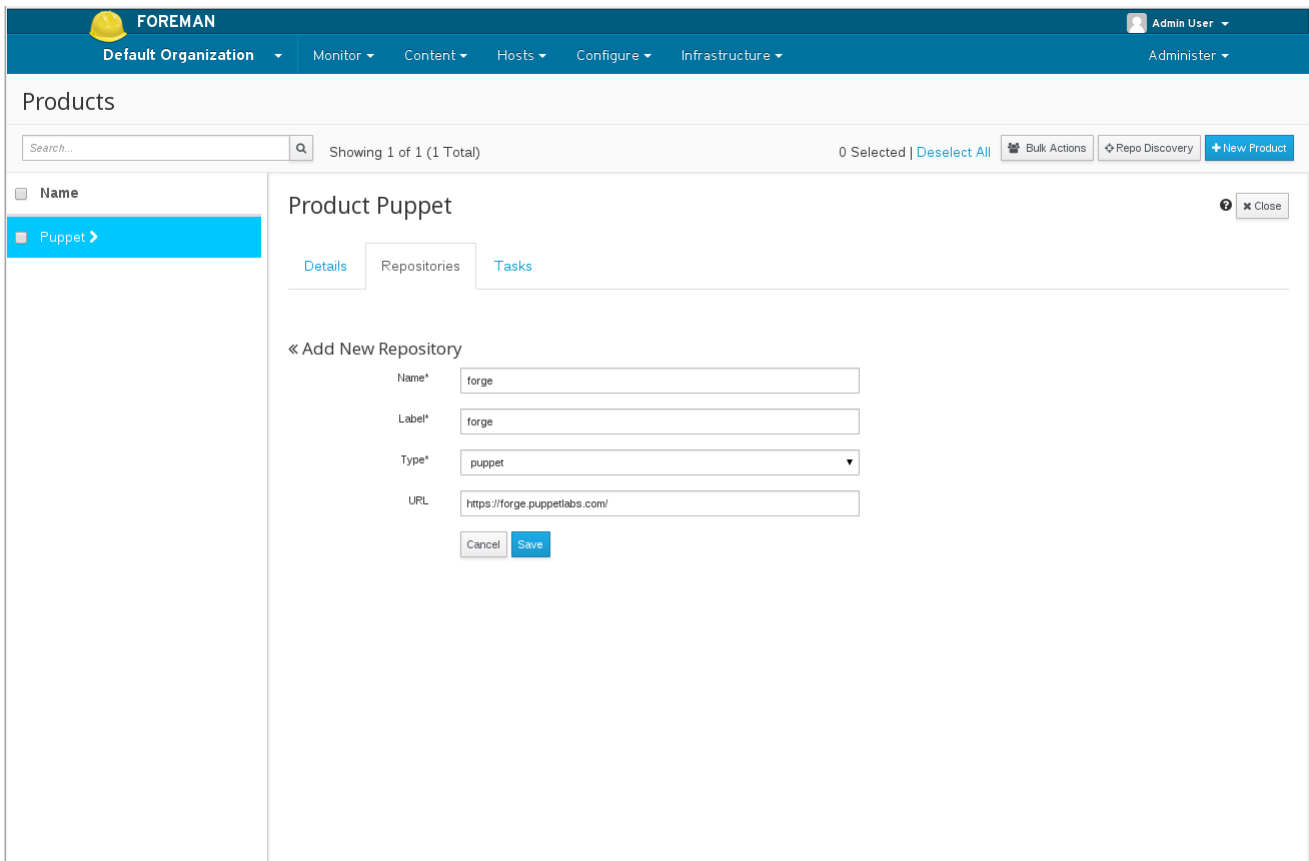 FOREMAN
Admin User
Default Organization Monitor Content Hosts Configure Infrastructure Administer
Products
Search...
Showing 1 of 1 (1 Total)
0 Selected | Deselect All
Bulk Actions
Repo Discovery
New Product
Name
Puppet
Product Puppet
Close
Details Repositories Tasks
« Add New Repository
Name* forge
Label* forge
Type* puppet
URL https://forge.puppetlabs.com/
Cancel Save